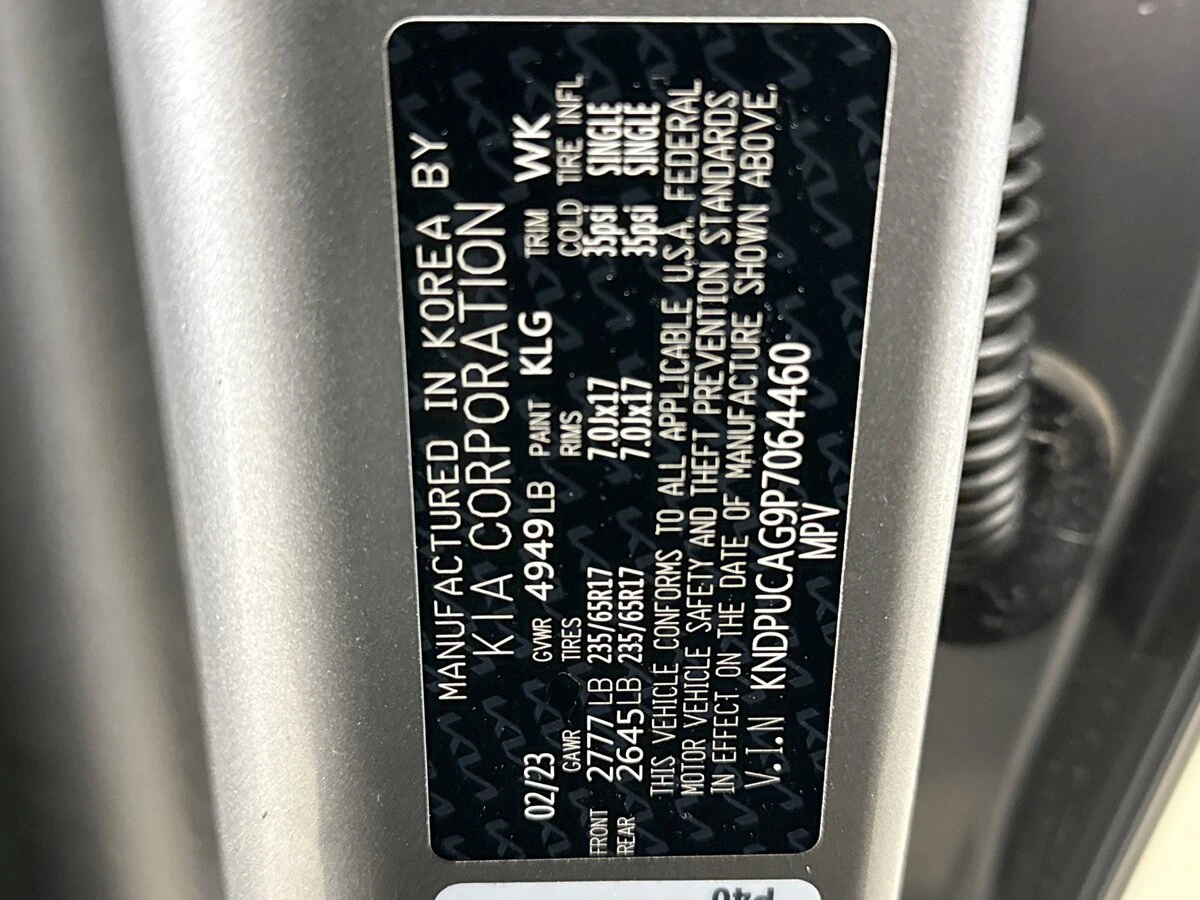 MANUFACTURED IN KOREA BY
KIA CORPORATION
02/23 GVWR 4949LB PAINT KLG TRIM WK
GAWR TIRES RIMS COLD TIRE INFL
FRONT 2777 LB 235/65R17 7.0Jx17 35psi SINGLE
REAR 2645LB 235/65R17 7.0Jx17 35psi SINGLE
THIS VEHICLE CONFORMS TO ALL APPLICABLE U.S.A. FEDERAL
MOTOR VEHICLE SAFETY AND THEFT PREVENTION STANDARDS
IN EFFECT ON THE DATE OF MANUFACTURE SHOWN ABOVE.
V.I.N KNDPUCAG9P7064460
MPV